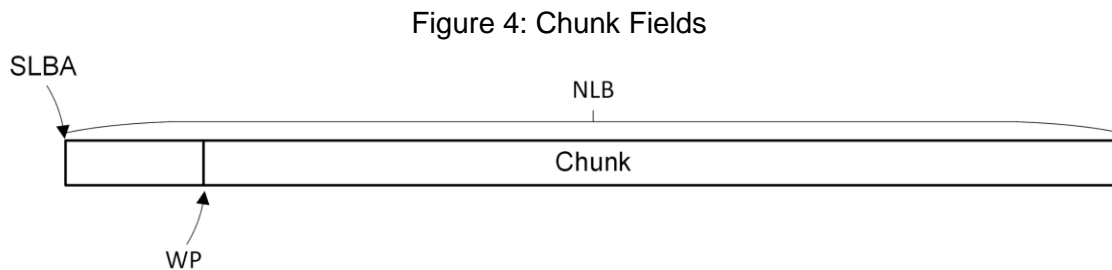 Figure 4: Chunk Fields
SLBA
NLB
Chunk
WP